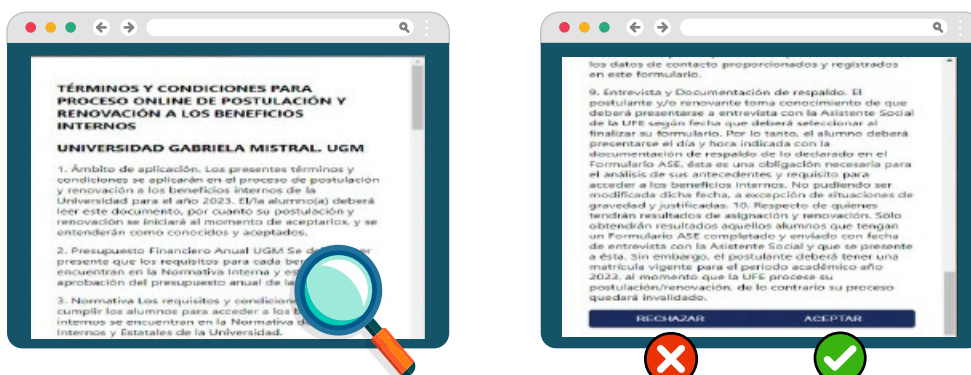 TÉRMINOS Y CONDICIONES PARA
PROCESO ONLINE DE POSTULACIÓN Y
RENOVACIÓN A LOS BENEFICIOS
INTERNOS
UNIVERSIDAD GABRIELA MISTRAL. UGM
1. Ámbito de aplicación. Los presentes términos y
condiciones se aplicarán en el proceso de postulación
y renovación a los beneficios internos de la
Universidad para el año 2023. El/la alumno(a) deberá
leer este documento, por cuanto su postulación y
renovación se iniciará al momento de aceptarlos, y se
entenderán como conocidos y aceptados.
2. Presupuesto Financiero Anual UGM Se
presente que los requisitos para cada
encuentran en la Normativa Interna y
aprobación del presupuesto anual de la
3. Normativa Los requisitos y
cumplir los alumnos para acceder a los
internos se encuentran en la Normativa
Internos y Estatales de la Universidad.
los datos de contacto proporcionados y registrados
en este formulario.
9. Entrevista y Documentación de respaldo. El
postulante y/o renovante toma conocimiento de que
deberá presentarse a entrevista con la Asistente Social
de la UFE según fecha que deberá seleccionar al
finalizar su formulario. Por lo tanto, el alumno deberá
presentarse el día y hora indicada con la
documentación de respaldo de lo declarado en el
Formulario ASE, ésta es una obligación necesaria para
el análisis de sus antecedentes y requisito para
acceder a los beneficios internos. No pudiendo ser
modificada dicha fecha, a excepción de situaciones de
gravedad y justificadas. 10. Respecto de quienes
tendrán resultados de asignación y renovación. Sólo
obtendrán resultados aquellos alumnos que tengan
un Formulario ASE completado y enviado con fecha
de entrevista con la Asistente Social y que se presente
a ésta. Sin embargo, el postulante deberá tener una
matrícula vigente para el período académico año
2023, al momento que la UFE procese su
postulación/renovación, de lo contrario su proceso
quedará invalidado.
RECHAZAR ACEPTAR